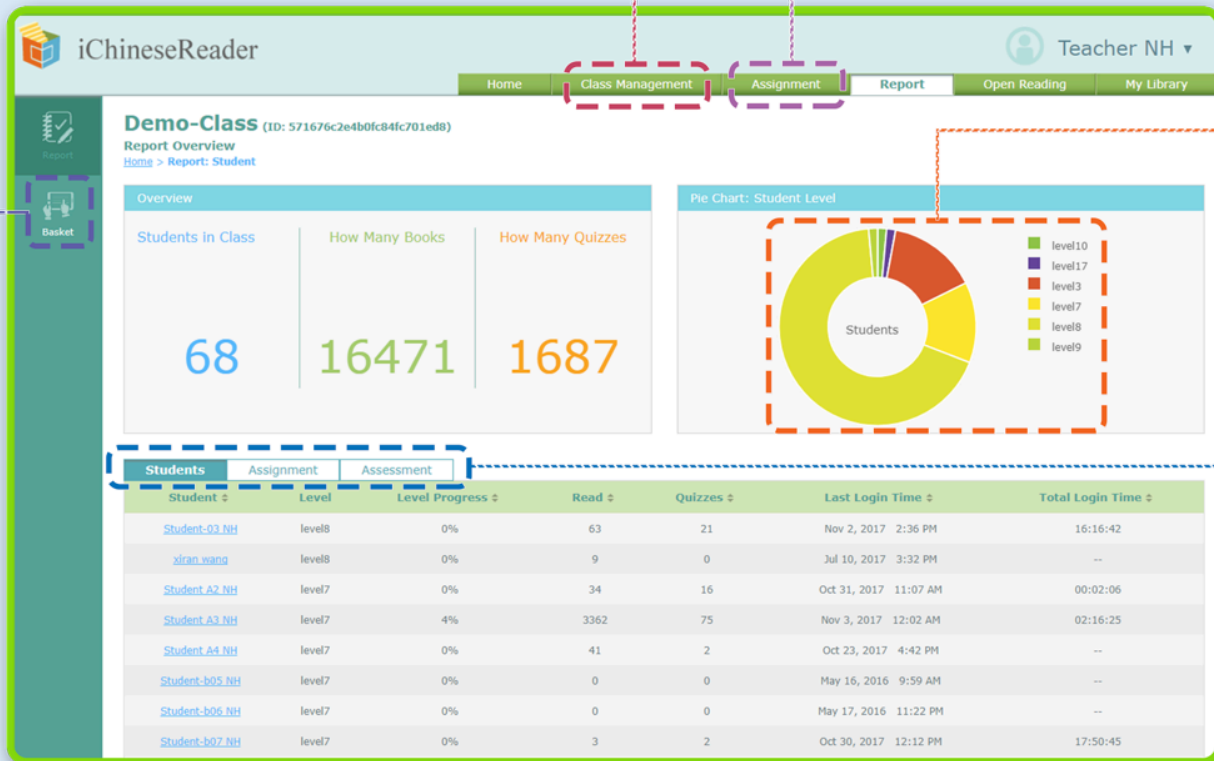 iChineseReader
Teacher NH ▾
Home Class Management Assignment Report Open Reading My Library
Report
Basket
Demo-Class (ID: 571676c2e4b0fc84fc701ed8)
Report Overview
Home > Report: Student
Overview
Students in Class How Many Books How Many Quizzes
68 16471 1687
Pie Chart: Student Level
Students
level10
level17
level3
level7
level8
level9
Students Assignment Assessment
Student Level Level Progress Read Quizzes Last Login Time Total Login Time
Student-03 NH level8 0% 63 21 Nov 2, 2017 2:36 PM 16:16:42
xiran wang level8 0% 9 0 Jul 10, 2017 3:32 PM --
Student A2 NH level7 0% 34 16 Oct 31, 2017 11:07 AM 00:02:06
Student A3 NH level7 4% 3362 75 Nov 3, 2017 12:02 AM 02:16:25
Student A4 NH level7 0% 41 2 Oct 23, 2017 4:42 PM --
Student-b05 NH level7 0% 0 0 May 16, 2016 9:59 AM --
Student-b06 NH level7 0% 0 0 May 17, 2016 11:22 PM --
Student-b07 NH level7 0% 3 2 Oct 30, 2017 12:12 PM 17:50:45